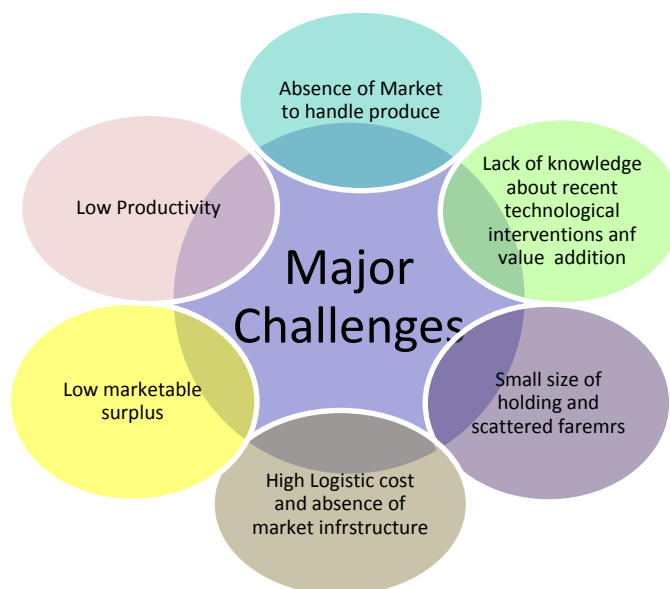 Absence of Market
to handle produce
Lack of knowledge
about recent
technological
interventions anf
value addition
Small size of
holding and
scattered faremrs
High Logistic cost
and absence of
market infrstructure
Low marketable
surplus
Low Productivity
Major
Challenges